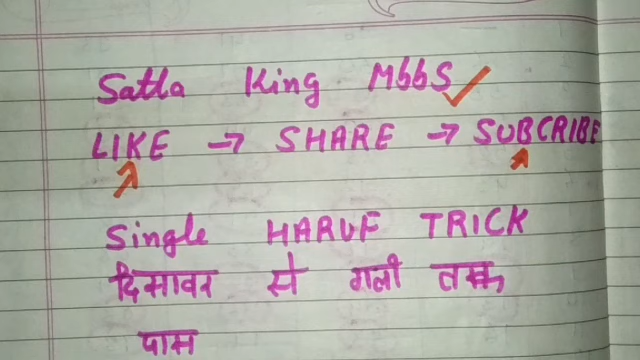 Satta King MbbS
LIKE → SHARE → SUBCRIBE
Single HARUF TRICK
दिसावर से गली तक
पास